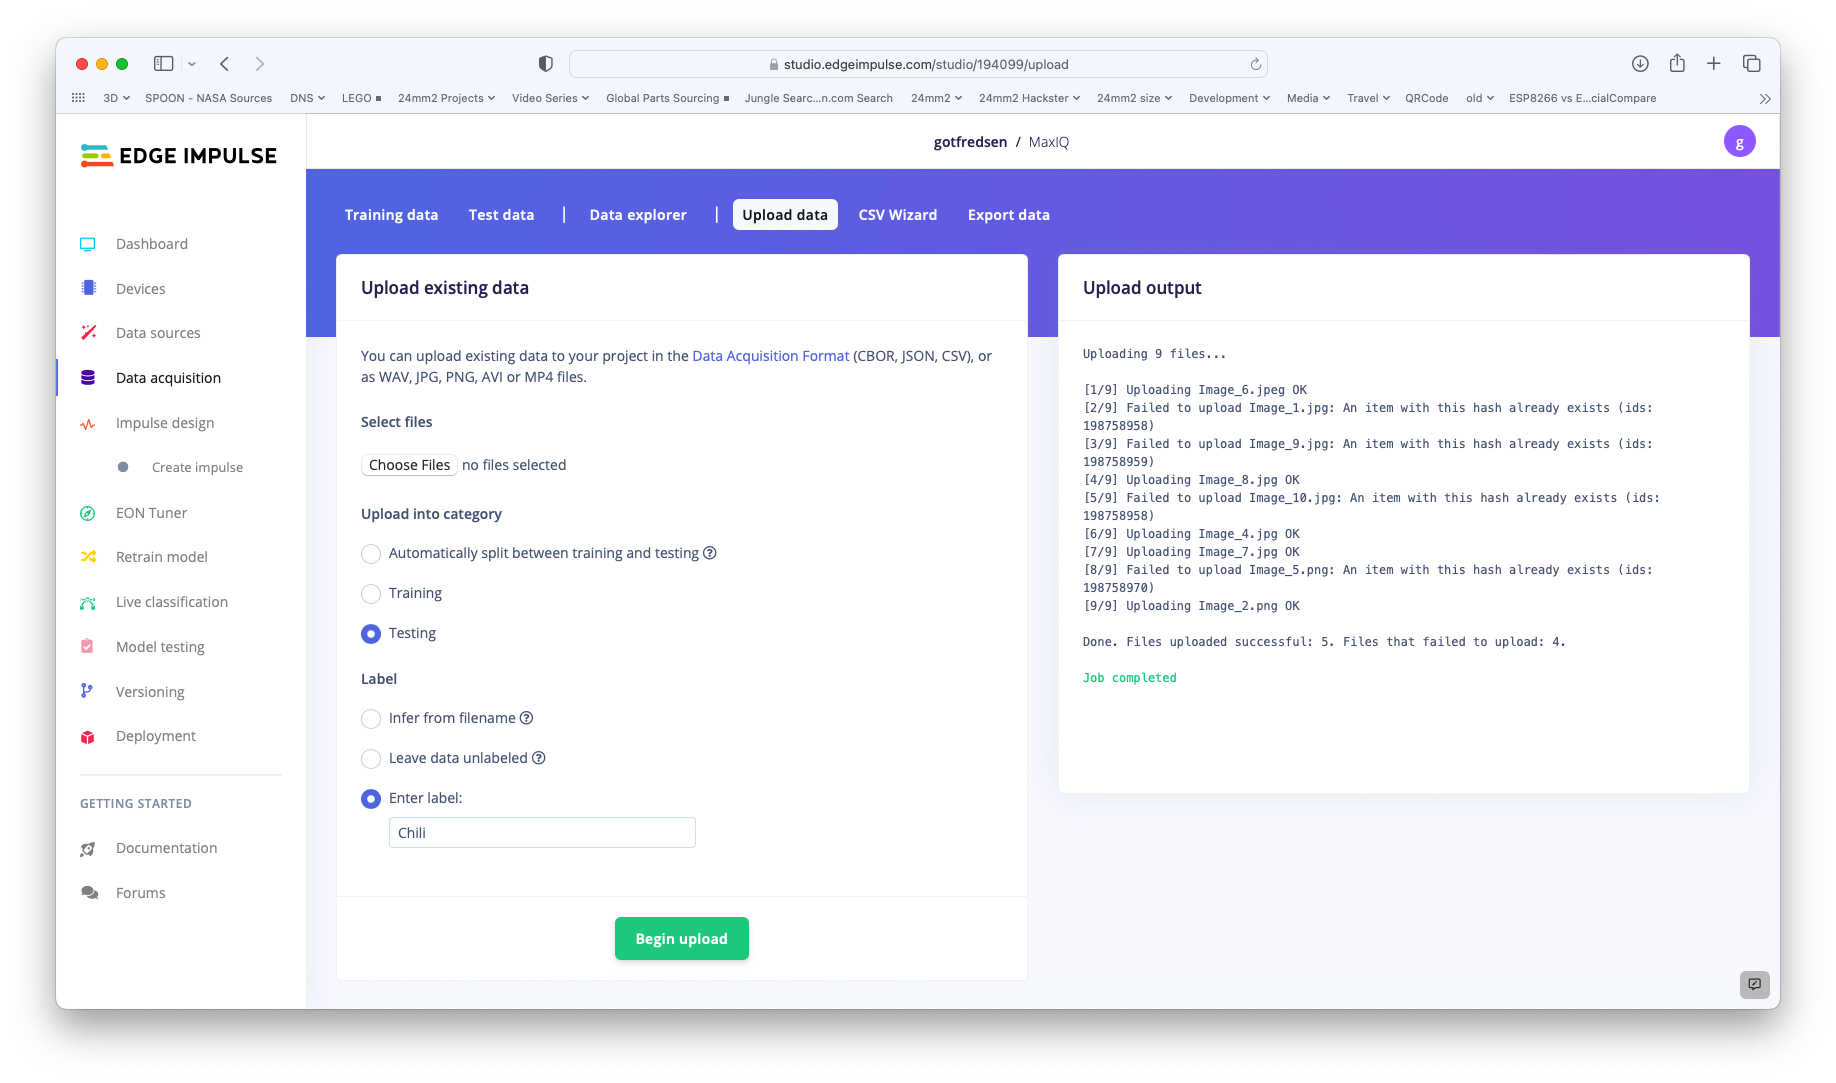 studio.edgeimpulse.com/studio/194099/upload
3D SPOON - NASA Sources DNS LEGO 24mm2 Projects Video Series Global Parts Sourcing Jungle Searc...n.com Search 24mm2 24mm2 Hackster 24mm2 size Development Media Travel QRCode old ESP8266 vs E...cialCompare
EDGE IMPULSE
gotfredsen / MaxIQ
g
Dashboard
Devices
Data sources
Data acquisition
Impulse design
Create impulse
EON Tuner
Retrain model
Live classification
Model testing
Versioning
Deployment
GETTING STARTED
Documentation
Forums
Training data Test data | Data explorer | Upload data CSV Wizard Export data
Upload existing data
You can upload existing data to your project in the Data Acquisition Format (CBOR, JSON, CSV), or
as WAV, JPG, PNG, AVI or MP4 files.
Select files
Choose Files no files selected
Upload into category
Automatically split between training and testing ?
Training
Testing
Label
Infer from filename ?
Leave data unlabeled ?
Enter label:
Chili
Begin upload
Upload output
Uploading 9 files...
[1/9] Uploading Image_6.jpeg OK
[2/9] Failed to upload Image_1.jpg: An item with this hash already exists (ids:
198758958)
[3/9] Failed to upload Image_9.jpg: An item with this hash already exists (ids:
198758959)
[4/9] Uploading Image_8.jpg OK
[5/9] Failed to upload Image_10.jpg: An item with this hash already exists (ids:
198758958)
[6/9] Uploading Image_4.jpg OK
[7/9] Uploading Image_7.jpg OK
[8/9] Failed to upload Image_5.png: An item with this hash already exists (ids:
198758970)
[9/9] Uploading Image_2.png OK
Done. Files uploaded successful: 5. Files that failed to upload: 4.
Job completed